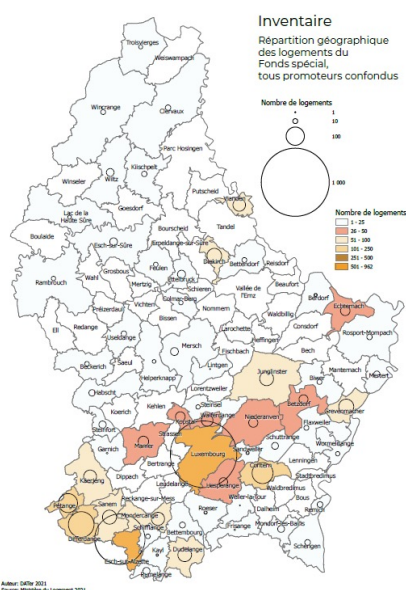 Inventaire
Répartition géographique
des logements du
Fonds spécial,
tous promoteurs confondus
Nombre de logements
1
10
100
1 000
Nombre de logements
1 - 25
26 - 50
51 - 100
101 - 250
251 - 500
501 - 962
Troisvierges
Weiswampach
Wincrange
Clervaux
Parc Hosingen
Kiischpelt
Wiltz
Winseler
Putscheid
Vianden
Goesdorf
Lac de la
Haute Sûre
Tandel
Bourscheid
Boulaide
Esch-sur-Sûre
Erpeldange-sur-Sûre
Diekirch
Bettendorf
Reisdorf
Feulen
Grosbous
Wahl
Rambrouch
Ettelbruck
Schieren
Mertzig
Vallée de
l'Ernz
Beaufort
Colmar-Berg
Berdorf
Echternach
Vichten
Préizerdaul
Nommern
Bissen
Waldbillig
Consdorf
Rosport-Mompach
Ell
Redange
Useldange
Larochette
Heffingen
Fischbach
Bech
Mersch
Beckerich
Saeul
Lintgen
Helperknapp
Junglinster
Biwer
Manternach
Mertert
Lorentzweiler
Habscht
Koerich
Kehlen
Steinsel
Betzdorf
Grevenmacher
Kopstal
Walferdange
Niederanven
Flaxweiler
Steinfort
Mamer
Strassen
Schuttrange
Wormeldange
Garnich
Bertrange
Luxembourg
Sandweiler
Lenningen
Contern
Stadtbredimus
Dippach
Käerjeng
Leudelange
Hesperange
Waldbredimus
Reckange-sur-Mess
Weiler-la-Tour
Bous
Pétange
Sanem
Mondercange
Roeser
Dalheim
Remich
Differdange
Schifflange
Bettembourg
Frisange
Mondorf-les-Bains
Esch-sur-Alzette
Kayl
Dudelange
Schengen
Rumelange
Auteur: DATer 2021
Source: Ministère du Logement 2021